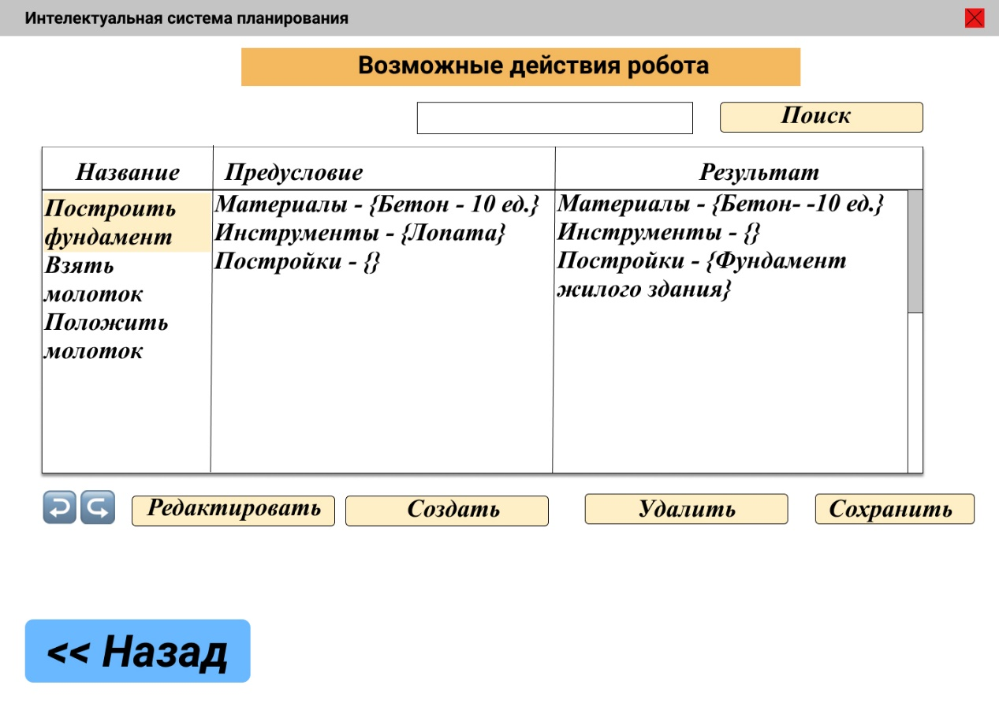 Интелектуальная система планирования
Возможные действия робота
Поиск
Название
Предусловие
Результат
Построить
фундамент
Взять
молоток
Положить
молоток
Материалы - {Бетон - 10 ед.}
Инструменты - {Лопата}
Постройки - {}
Материалы - {Бетон- -10 ед.}
Инструменты - {}
Постройки - {Фундамент
жилого здания}
Редактировать
Создать
Удалить
Сохранить
<< Назад